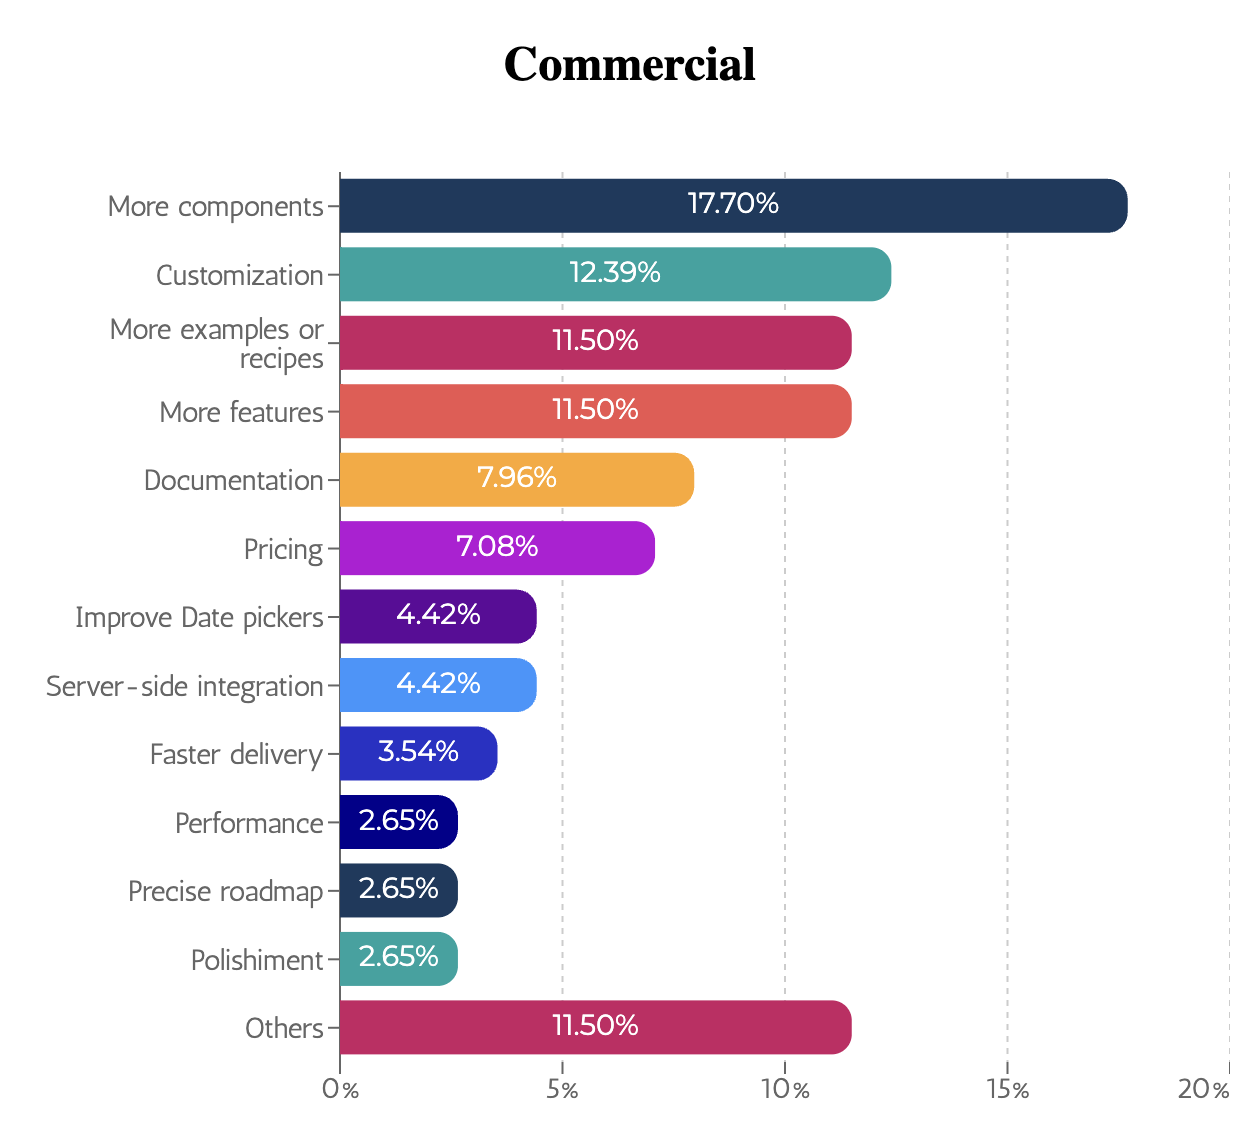 Commercial
More components
17.70%
Customization
12.39%
More examples or
recipes
11.50%
More features
11.50%
Documentation
7.96%
Pricing
7.08%
Improve Date pickers
4.42%
Server-side integration
4.42%
Faster delivery
3.54%
Performance
2.65%
Precise roadmap
2.65%
Polishiment
2.65%
Others
11.50%
0% 5% 10% 15% 20%